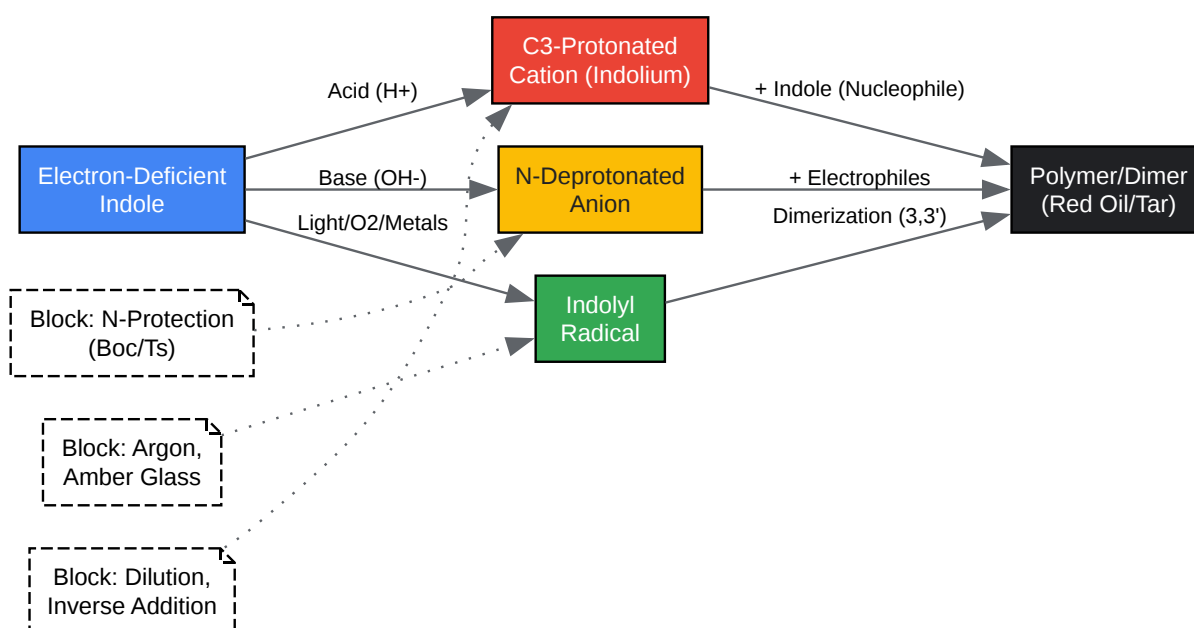 C3-Protonated
Cation (Indolium)
Acid (H+)
+ Indole (Nucleophile)
Electron-Deficient
Indole
Base (OH-)
N-Deprotonated
Anion
+ Electrophiles
Polymer/Dimer
(Red Oil/Tar)
Light/O2/Metals
Dimerization (3,3')
Indolyl
Radical
Block: N-Protection
(Boc/Ts)
Block: Argon,
Amber Glass
Block: Dilution,
Inverse Addition